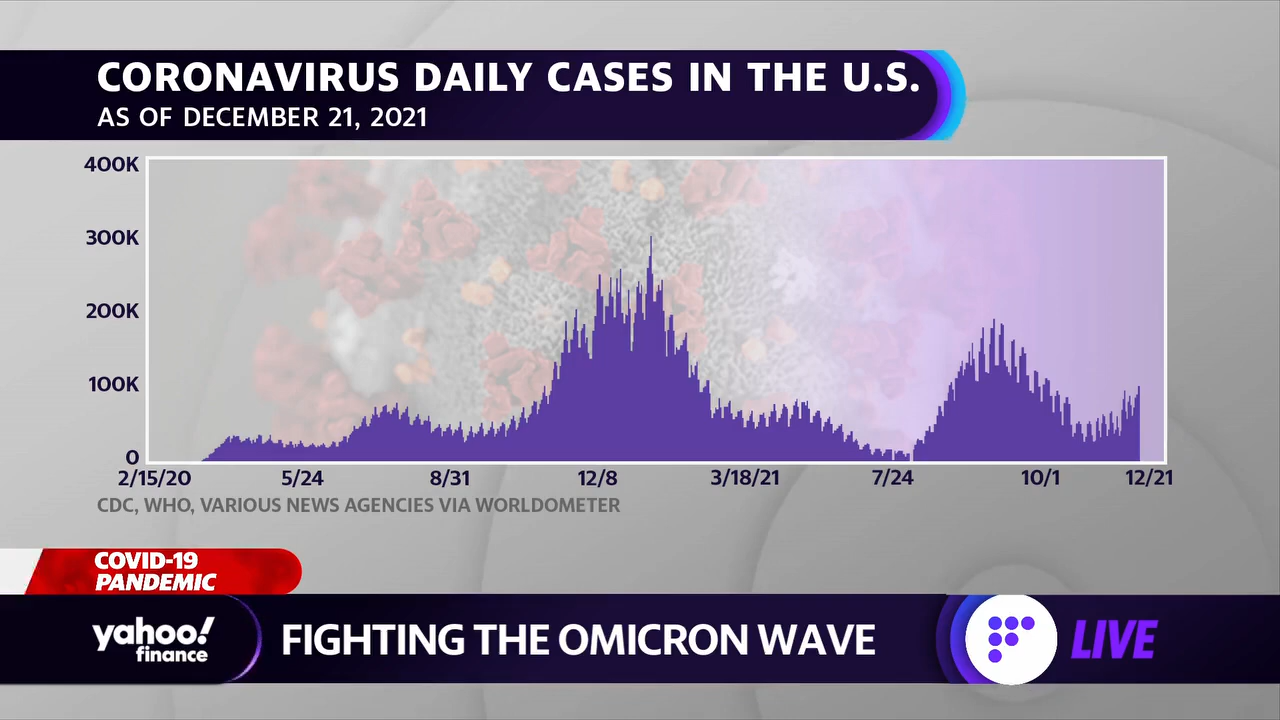 CORONAVIRUS DAILY CASES IN THE U.S.
AS OF DECEMBER 21, 2021
400K
300K
200K
100K
0
2/15/20 5/24 8/31 12/8 3/18/21 7/24 10/1 12/21
CDC, WHO, VARIOUS NEWS AGENCIES VIA WORLDOMETER
COVID-19
PANDEMIC
yahoo!
finance
FIGHTING THE OMICRON WAVE
LIVE